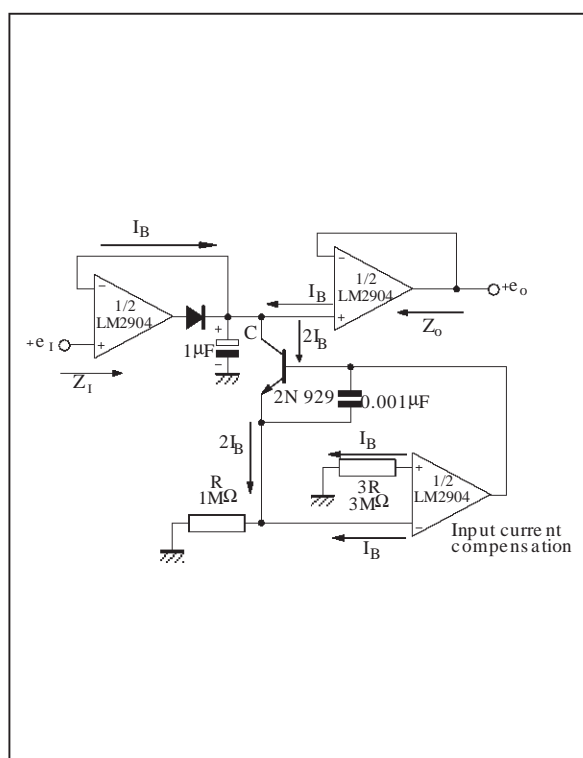 I_B
−
1/2
LM2904
+
+e_I
Z_I
+
1μF
−
C
I_B
2I_B
−
1/2
LM2904
+
+e_o
Z_o
2N 929
0.001μF
2I_B
R
1MΩ
I_B
3R
3MΩ
+
1/2
LM2904
−
I_B
Input current
compensation